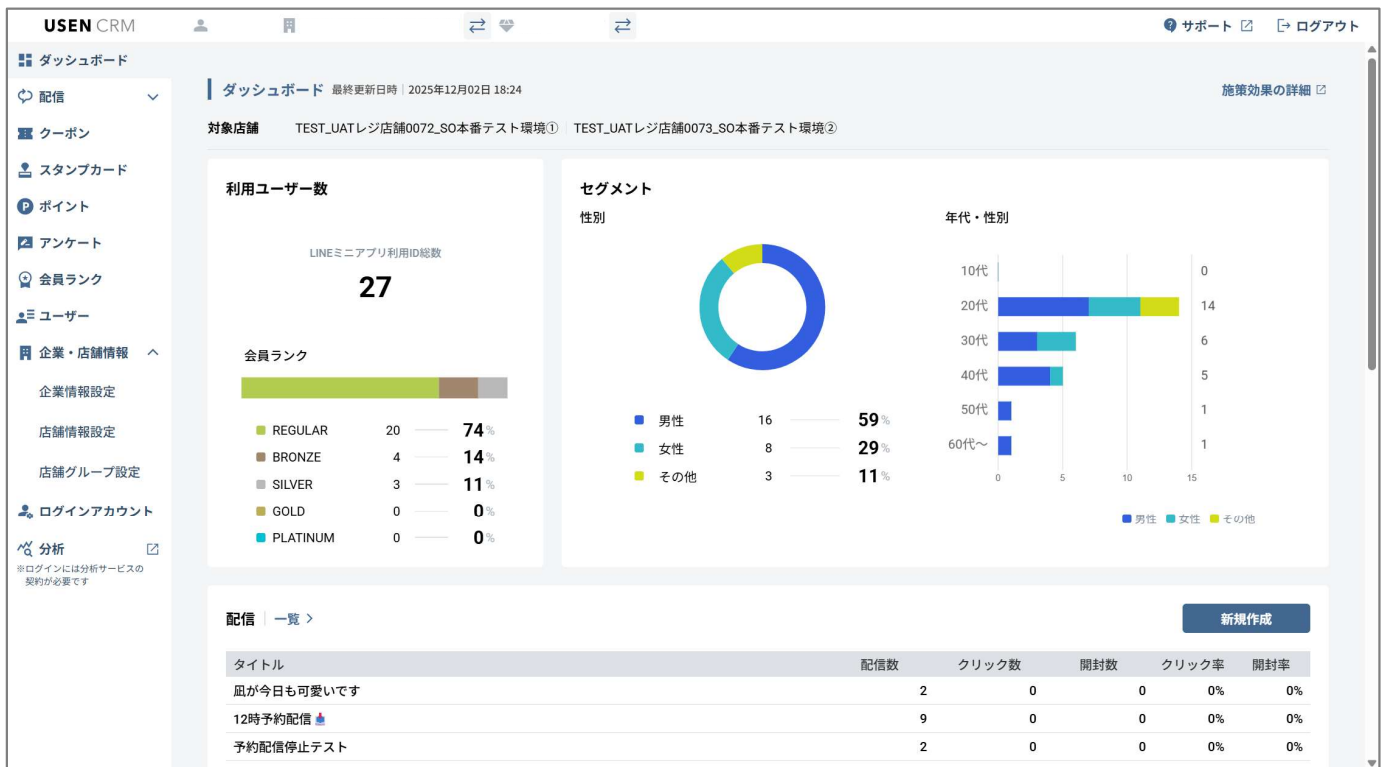 USEN CRM
サポート
ログアウト
ダッシュボード
配信
クーポン
スタンプカード
ポイント
アンケート
会員ランク
ユーザー
企業・店舗情報
企業情報設定
店舗情報設定
店舗グループ設定
ログインアカウント
分析
※ログインには分析サービスの
契約が必要です
ダッシュボード 最終更新日時 2025年12月02日 18:24
施策効果の詳細
対象店舗 TEST_UATレジ店舗0072_SO本番テスト環境① TEST_UATレジ店舗0073_SO本番テスト環境②
利用ユーザー数
LINEミニアプリ利用ID総数
27
会員ランク
REGULAR 20 74%
BRONZE 4 14%
SILVER 3 11%
GOLD 0 0%
PLATINUM 0 0%
セグメント
性別
男性 16 59%
女性 8 29%
その他 3 11%
年代・性別
10代 0
20代 14
30代 6
40代 5
50代 1
60代〜 1
0 5 10 15
男性 女性 その他
配信 一覧
新規作成
タイトル 配信数 クリック数 開封数 クリック率 開封率
凪が今日も可愛いです 2 0 0 0% 0%
12時予約配信 9 0 0 0% 0%
予約配信停止テスト 2 0 0 0% 0%